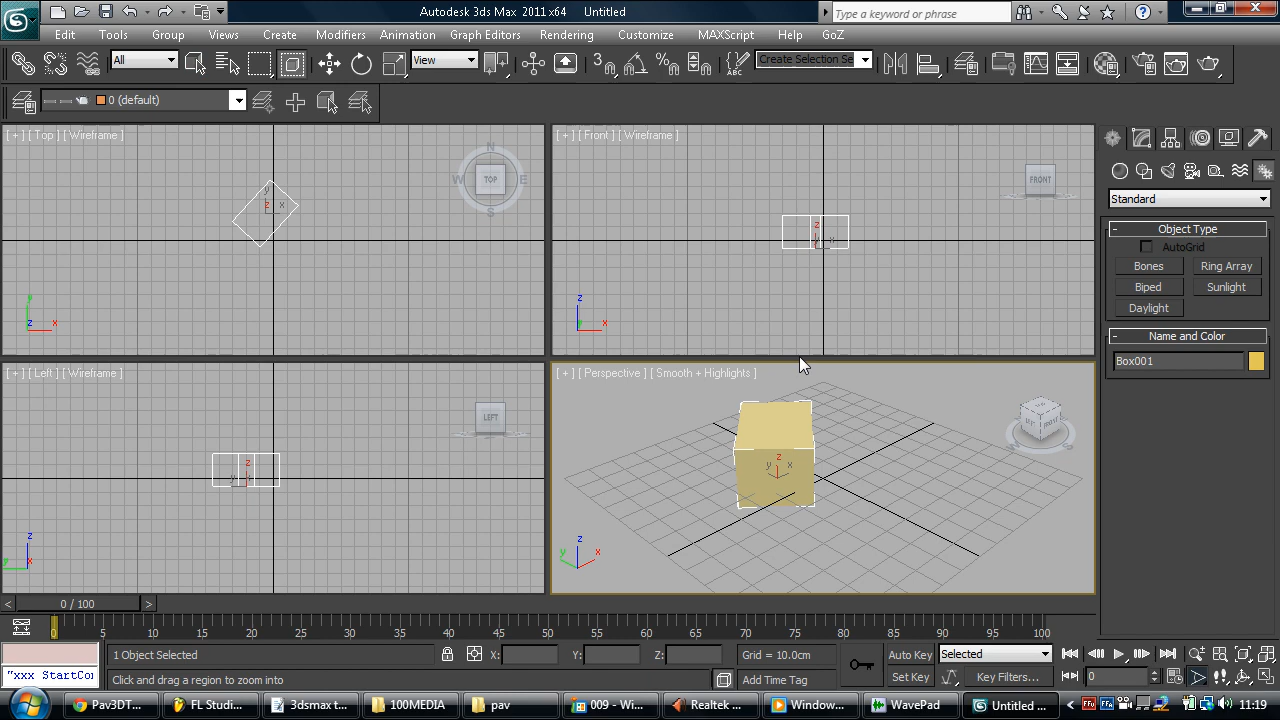 Autodesk 3ds Max 2011 x64 Untitled
Type a keyword or phrase
Edit Tools Group Views Create Modifiers Animation Graph Editors Rendering Customize MAXScript Help GoZ
All View Create Selection Se
0 (default)
[ + ] [ Top ] [ Wireframe ]
[ + ] [ Front ] [ Wireframe ]
N
W TOP E
S
FRONT
Standard
- Object Type
AutoGrid
Bones Ring Array
Biped Sunlight
Daylight
- Name and Color
Box001
y
z x
z
x
y
z x
z
x
[ + ] [ Left ] [ Wireframe ]
[ + ] [ Perspective ] [ Smooth + Highlights ]
LEFT
FRONT
z
y
z
y x
z
y x
z
y x
< 0 / 100 >
0 5 10 15 20 25 30 35 40 45 50 55 60 65 70 75 80 85 90 95 100
1 Object Selected X: Y: Z: Grid = 10.0cm Auto Key Selected
"xxx StartCo Click and drag a region to zoom into Add Time Tag Set Key Key Filters... 0
Pav3DT... FL Studi... 3dsmax t... 100MEDIA pav 009 - Wi... Realtek ... Window... WavePad Untitled ... 11:19